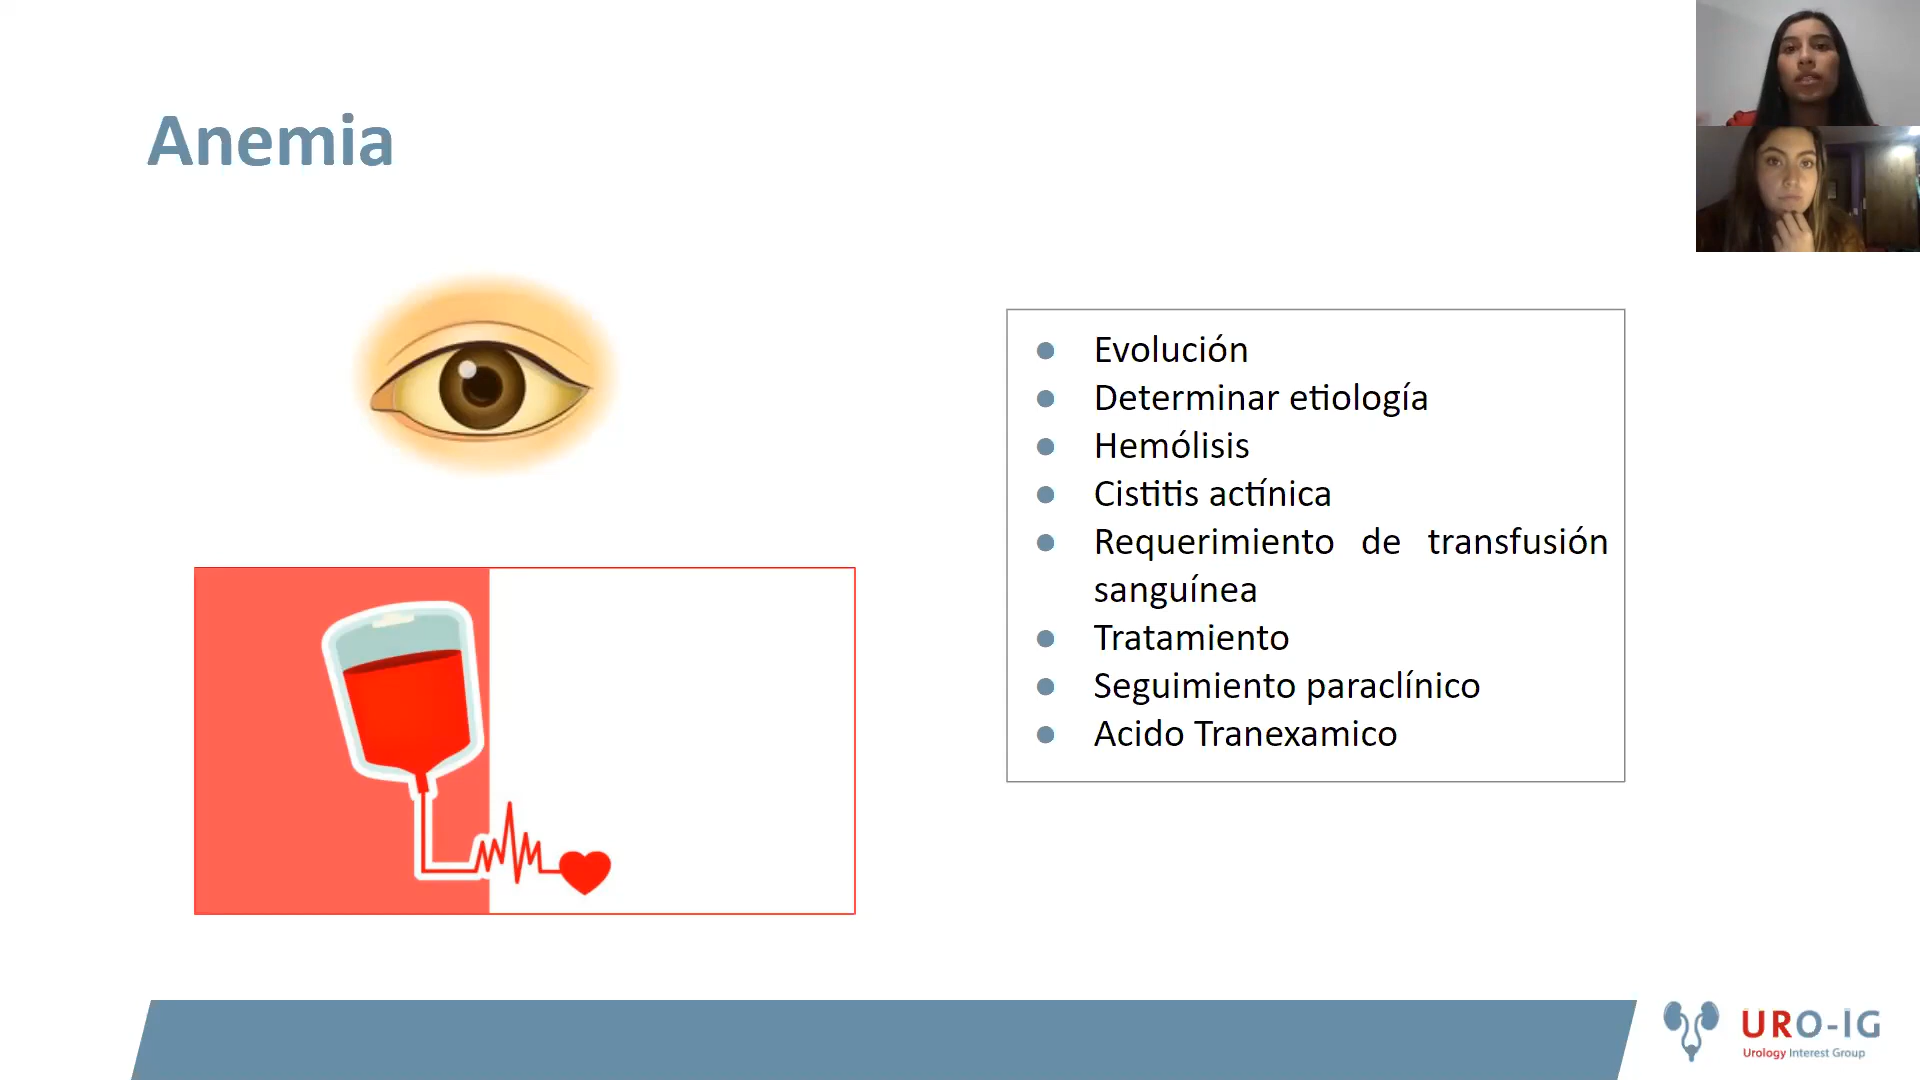 Anemia
Evolución
Determinar etiología
Hemólisis
Cistitis actínica
Requerimiento de transfusión
sanguínea
Tratamiento
Seguimiento paraclínico
Acido Tranexamico
URO-IG
Urology Interest Group